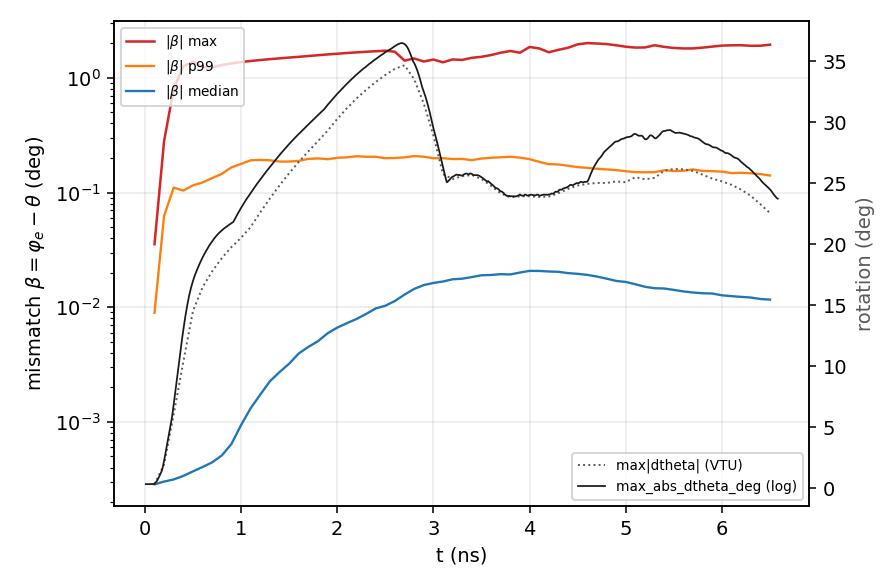 |β| max
|β| p99
|β| median
10⁰
10⁻¹
10⁻²
10⁻³
mismatch β = φₑ − θ (deg)
35
30
25
20
15
10
5
0
rotation (deg)
max|dtheta| (VTU)
max_abs_dtheta_deg (log)
0 1 2 3 4 5 6
t (ns)